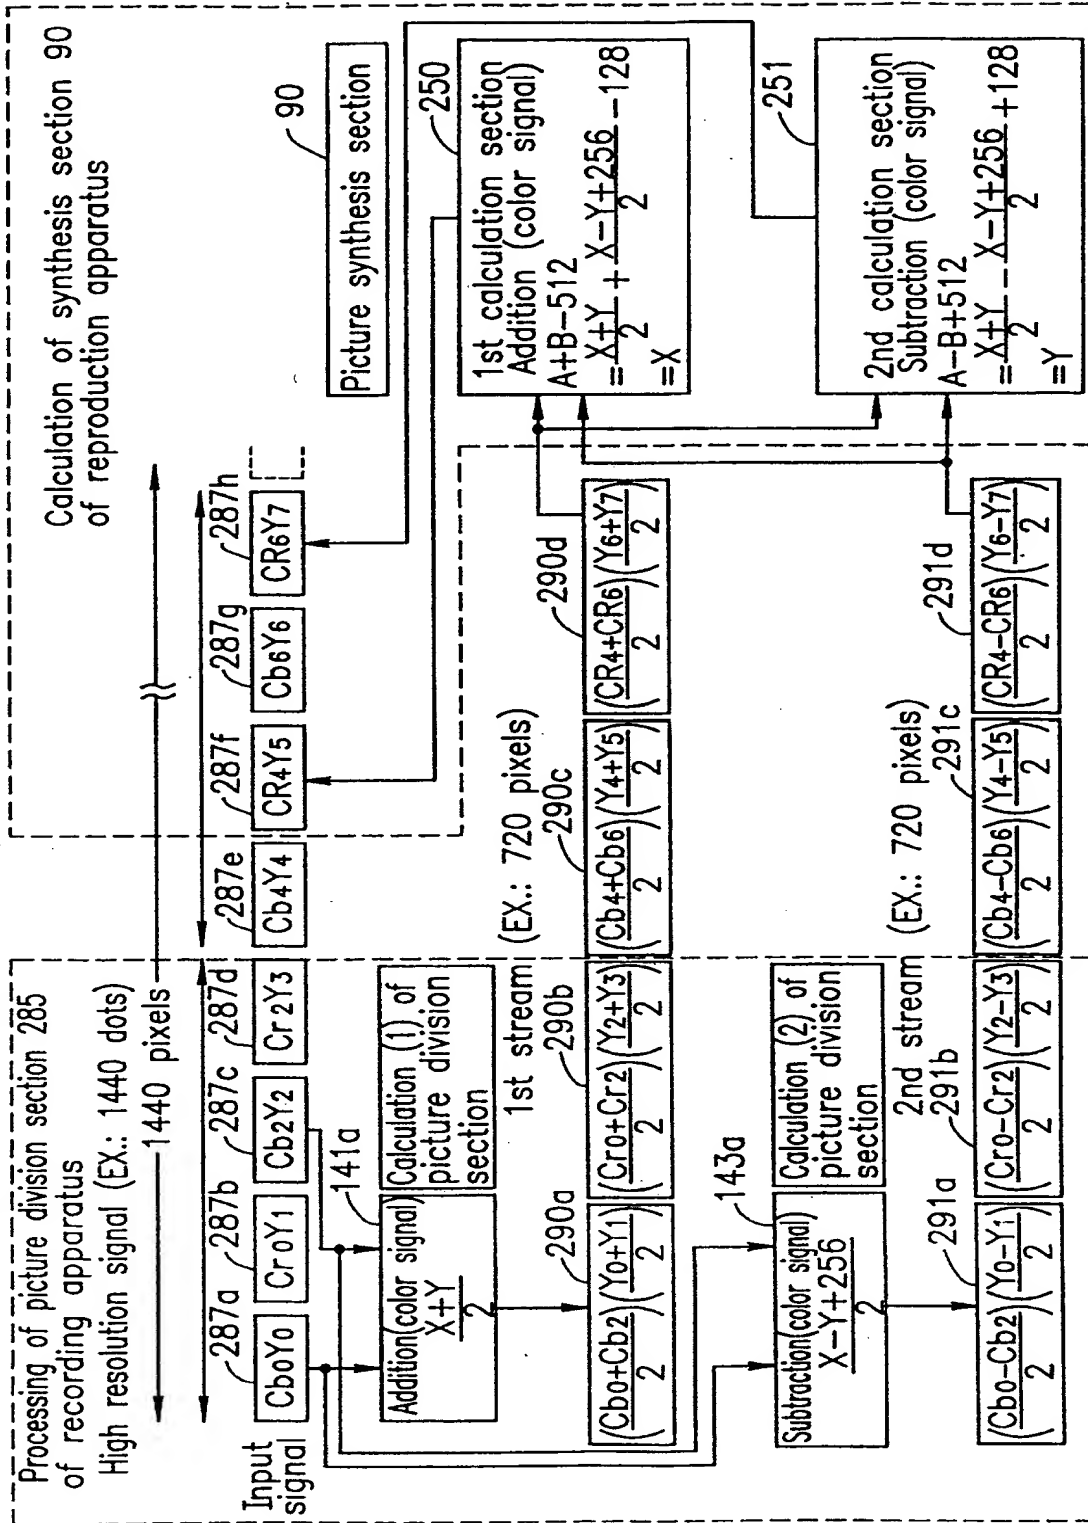 Processing of picture division section 285
of recording apparatus
High resolution signal (EX.: 1440 dots)
1440 pixels
Calculation of synthesis section 90
of reproduction apparatus
287a
287b
287c
287d
287e
287f
287g
287h
Input
signal
Cb0Y0
Cr0Y1
Cb2Y2
Cr2Y3
Cb4Y4
CR4Y5
Cb6Y6
CR6Y7
90
Picture synthesis section
141a
Addition(color signal)
X+Y
2
Calculation (1) of
picture division
section
250
1st calculation section
Addition (color signal)
A+B−512
=X+Y/2 + X−Y+256/2 −128
=X
1st stream
(EX.: 720 pixels)
290a
290b
290c
290d
(Cb0+Cb2/2)(Y0+Y1/2)
(Cr0+Cr2/2)(Y2+Y3/2)
(Cb4+Cb6/2)(Y4+Y5/2)
(CR4+CR6/2)(Y6+Y7/2)
143a
Subtraction(color signal)
X−Y+256
2
Calculation (2) of
picture division
section
251
2nd calculation section
Subtraction (color signal)
A−B+512
=X+Y/2 − X−Y+256/2 +128
=Y
2nd stream
(EX.: 720 pixels)
291a
291b
291c
291d
(Cb0−Cb2/2)(Y0−Y1/2)
(Cr0−Cr2/2)(Y2−Y3/2)
(Cb4−Cb6/2)(Y4−Y5/2)
(CR4−CR6/2)(Y6−Y7/2)